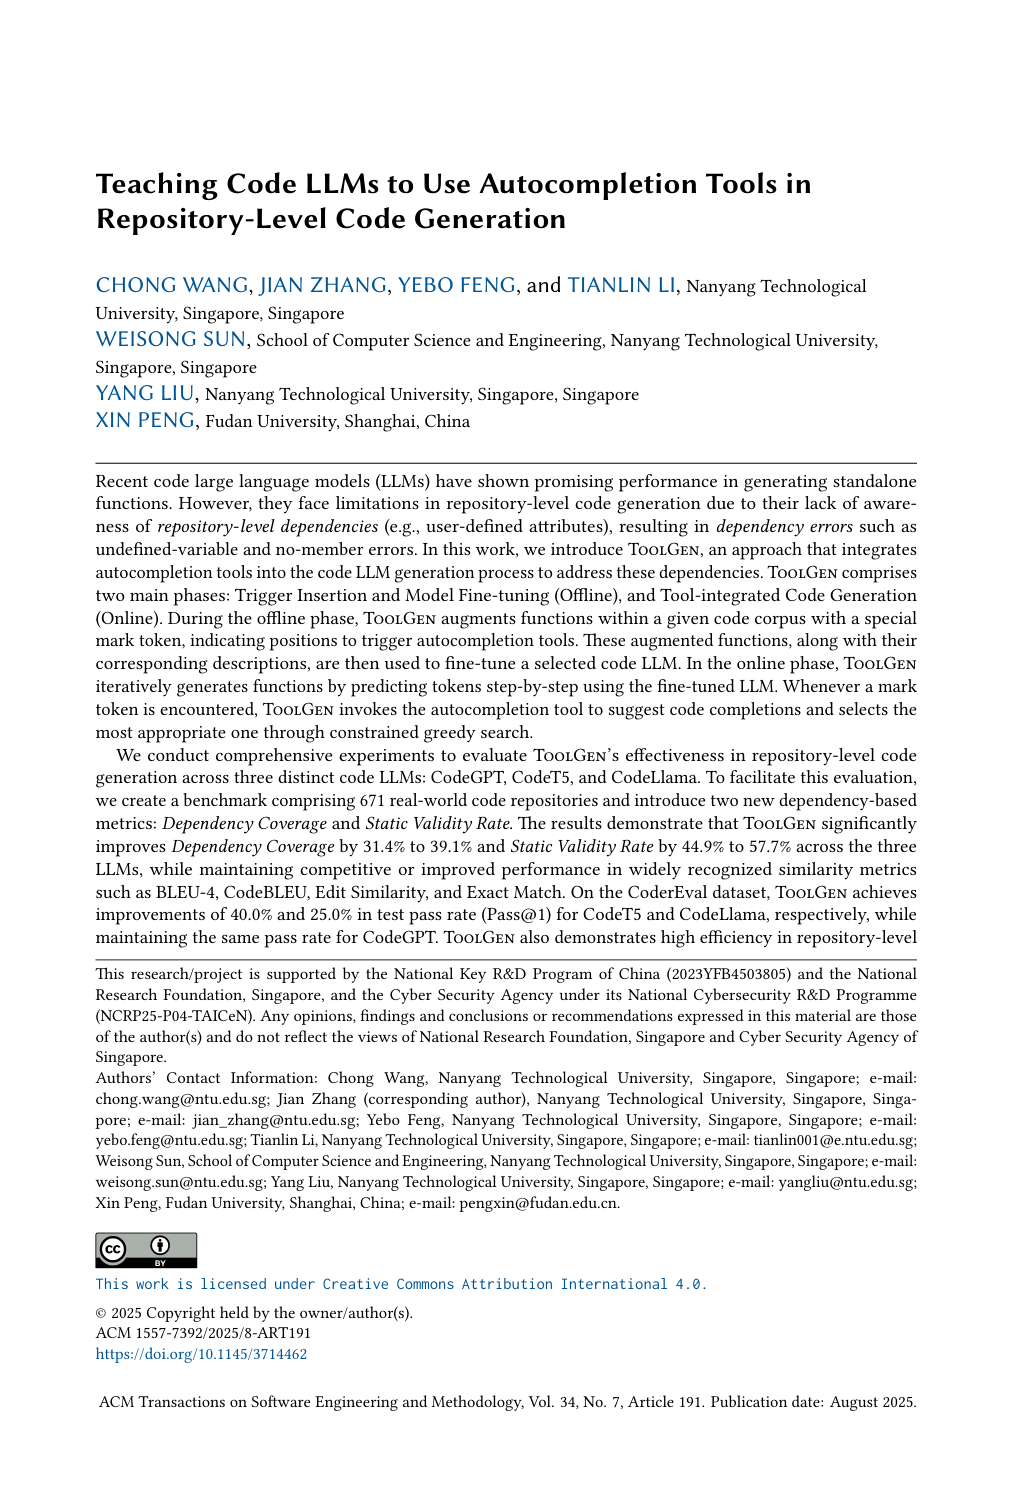 Teaching Code LLMs to Use Autocompletion Tools in
Repository-Level Code Generation
CHONG WANG, JIAN ZHANG, YEBO FENG, and TIANLIN LI, Nanyang Technological
University, Singapore, Singapore
WEISONG SUN, School of Computer Science and Engineering, Nanyang Technological University,
Singapore, Singapore
YANG LIU, Nanyang Technological University, Singapore, Singapore
XIN PENG, Fudan University, Shanghai, China
Recent code large language models (LLMs) have shown promising performance in generating standalone
functions. However, they face limitations in repository-level code generation due to their lack of aware-
ness of repository-level dependencies (e.g., user-defined attributes), resulting in dependency errors such as
undefined-variable and no-member errors. In this work, we introduce ToolGen, an approach that integrates
autocompletion tools into the code LLM generation process to address these dependencies. ToolGen comprises
two main phases: Trigger Insertion and Model Fine-tuning (Offline), and Tool-integrated Code Generation
(Online). During the offline phase, ToolGen augments functions within a given code corpus with a special
mark token, indicating positions to trigger autocompletion tools. These augmented functions, along with their
corresponding descriptions, are then used to fine-tune a selected code LLM. In the online phase, ToolGen
iteratively generates functions by predicting tokens step-by-step using the fine-tuned LLM. Whenever a mark
token is encountered, ToolGen invokes the autocompletion tool to suggest code completions and selects the
most appropriate one through constrained greedy search.
We conduct comprehensive experiments to evaluate ToolGen's effectiveness in repository-level code
generation across three distinct code LLMs: CodeGPT, CodeT5, and CodeLlama. To facilitate this evaluation,
we create a benchmark comprising 671 real-world code repositories and introduce two new dependency-based
metrics: Dependency Coverage and Static Validity Rate. The results demonstrate that ToolGen significantly
improves Dependency Coverage by 31.4% to 39.1% and Static Validity Rate by 44.9% to 57.7% across the three
LLMs, while maintaining competitive or improved performance in widely recognized similarity metrics
such as BLEU-4, CodeBLEU, Edit Similarity, and Exact Match. On the CoderEval dataset, ToolGen achieves
improvements of 40.0% and 25.0% in test pass rate (Pass@1) for CodeT5 and CodeLlama, respectively, while
maintaining the same pass rate for CodeGPT. ToolGen also demonstrates high efficiency in repository-level
This research/project is supported by the National Key R&D Program of China (2023YFB4503805) and the National
Research Foundation, Singapore, and the Cyber Security Agency under its National Cybersecurity R&D Programme
(NCRP25-P04-TAICeN). Any opinions, findings and conclusions or recommendations expressed in this material are those
of the author(s) and do not reflect the views of National Research Foundation, Singapore and Cyber Security Agency of
Singapore.
Authors' Contact Information: Chong Wang, Nanyang Technological University, Singapore, Singapore; e-mail:
chong.wang@ntu.edu.sg; Jian Zhang (corresponding author), Nanyang Technological University, Singapore, Singa-
pore; e-mail: jian_zhang@ntu.edu.sg; Yebo Feng, Nanyang Technological University, Singapore, Singapore; e-mail:
yebo.feng@ntu.edu.sg; Tianlin Li, Nanyang Technological University, Singapore, Singapore; e-mail: tianlin001@e.ntu.edu.sg;
Weisong Sun, School of Computer Science and Engineering, Nanyang Technological University, Singapore, Singapore; e-mail:
weisong.sun@ntu.edu.sg; Yang Liu, Nanyang Technological University, Singapore, Singapore; e-mail: yangliu@ntu.edu.sg;
Xin Peng, Fudan University, Shanghai, China; e-mail: pengxin@fudan.edu.cn.
cc BY
This work is licensed under Creative Commons Attribution International 4.0.
© 2025 Copyright held by the owner/author(s).
ACM 1557-7392/2025/8-ART191
https://doi.org/10.1145/3714462
ACM Transactions on Software Engineering and Methodology, Vol. 34, No. 7, Article 191. Publication date: August 2025.